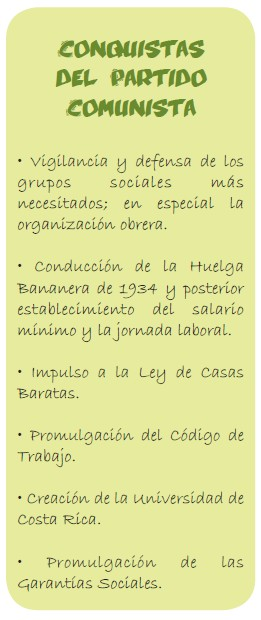 CONQUISTAS
DEL PARTIDO
COMUNISTA
• Vigilancia y defensa de los
grupos sociales más
necesitados; en especial la
organización obrera.
• Conducción de la Huelga
Bananera de 1934 y posterior
establecimiento del salario
mínimo y la jornada laboral.
• Impulso a la Ley de Casas
Baratas.
• Promulgación del Código de
Trabajo.
• Creación de la Universidad de
Costa Rica.
• Promulgación de las
Garantías Sociales.